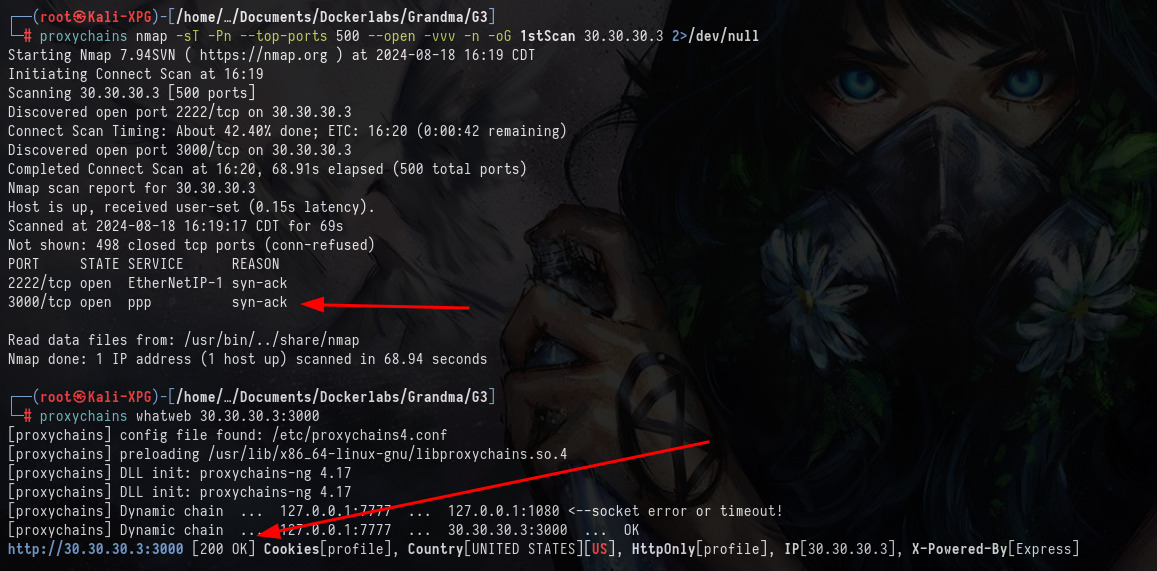 ┌──(root㉿Kali-XPG)-[/home/…/Documents/Dockerlabs/Grandma/G3]
└─# proxychains nmap -sT -Pn --top-ports 500 --open -vvv -n -oG 1stScan 30.30.30.3 2>/dev/null
Starting Nmap 7.94SVN ( https://nmap.org ) at 2024-08-18 16:19 CDT
Initiating Connect Scan at 16:19
Scanning 30.30.30.3 [500 ports]
Discovered open port 2222/tcp on 30.30.30.3
Connect Scan Timing: About 42.40% done; ETC: 16:20 (0:00:42 remaining)
Discovered open port 3000/tcp on 30.30.30.3
Completed Connect Scan at 16:20, 68.91s elapsed (500 total ports)
Nmap scan report for 30.30.30.3
Host is up, received user-set (0.15s latency).
Scanned at 2024-08-18 16:19:17 CDT for 69s
Not shown: 498 closed tcp ports (conn-refused)
PORT     STATE SERVICE       REASON
2222/tcp open  EtherNetIP-1 syn-ack
3000/tcp open  ppp          syn-ack
Read data files from: /usr/bin/../share/nmap
Nmap done: 1 IP address (1 host up) scanned in 68.94 seconds
┌──(root㉿Kali-XPG)-[/home/…/Documents/Dockerlabs/Grandma/G3]
└─# proxychains whatweb 30.30.30.3:3000
[proxychains] config file found: /etc/proxychains4.conf
[proxychains] preloading /usr/lib/x86_64-linux-gnu/libproxychains.so.4
[proxychains] DLL init: proxychains-ng 4.17
[proxychains] DLL init: proxychains-ng 4.17
[proxychains] Dynamic chain  ...  127.0.0.1:7777  ...  127.0.0.1:1080 <--socket error or timeout!
[proxychains] Dynamic chain  ...  127.0.0.1:7777  ...  30.30.30.3:3000  ...  OK
http://30.30.30.3:3000 [200 OK] Cookies[profile], Country[UNITED STATES][US], HttpOnly[profile], IP[30.30.30.3], X-Powered-By[Express]